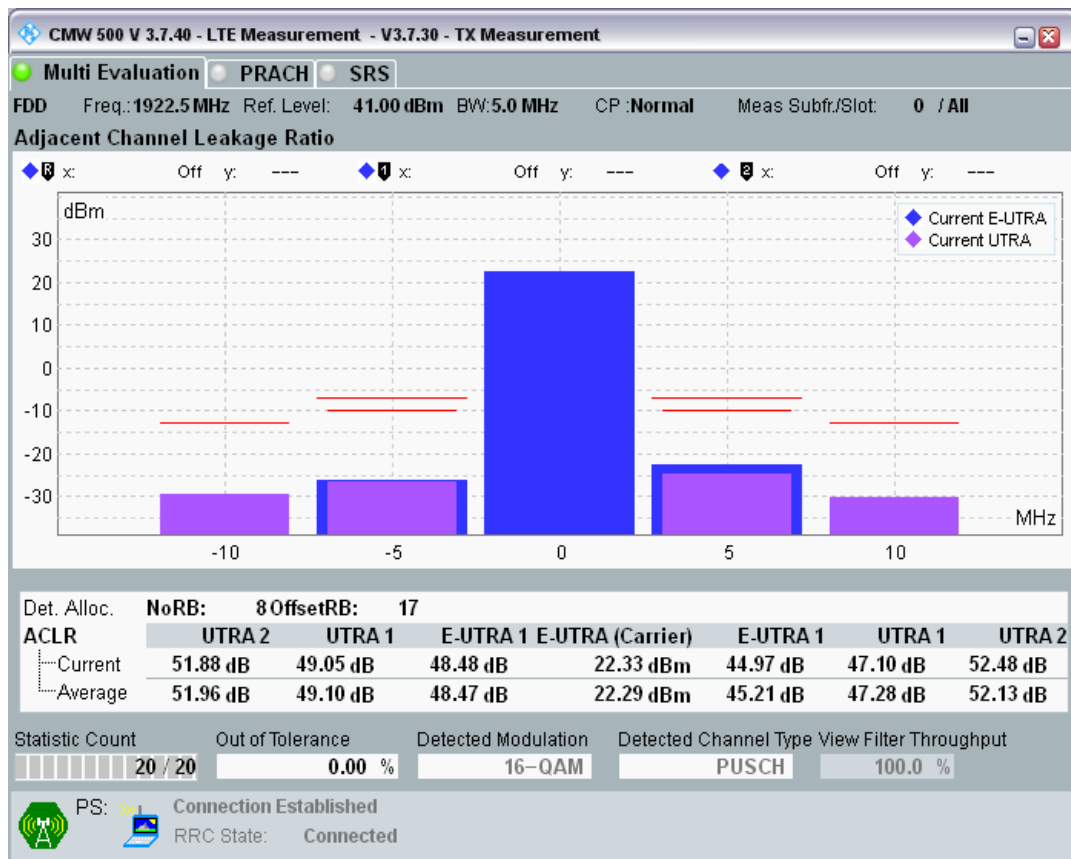 CMW 500 V 3.7.40 - LTE Measurement - V3.7.30 - TX Measurement
Multi Evaluation PRACH SRS
FDD Freq.: 1922.5 MHz Ref. Level: 41.00 dBm BW: 5.0 MHz CP : Normal Meas Subfr./Slot: 0 / All
Adjacent Channel Leakage Ratio
R x: Off y: --- 1 x: Off y: --- 2 x: Off y: ---
dBm
Current E-UTRA
Current UTRA
30
20
10
0
-10
-20
-30
MHz
-10 -5 0 5 10
Det. Alloc. NoRB: 8 OffsetRB: 17
ACLR UTRA 2 UTRA 1 E-UTRA 1 E-UTRA (Carrier) E-UTRA 1 UTRA 1 UTRA 2
Current 51.88 dB 49.05 dB 48.48 dB 22.33 dBm 44.97 dB 47.10 dB 52.48 dB
Average 51.96 dB 49.10 dB 48.47 dB 22.29 dBm 45.21 dB 47.28 dB 52.13 dB
Statistic Count Out of Tolerance Detected Modulation Detected Channel Type View Filter Throughput
20 / 20 0.00 % 16-QAM PUSCH 100.0 %
PS: Connection Established
RRC State: Connected